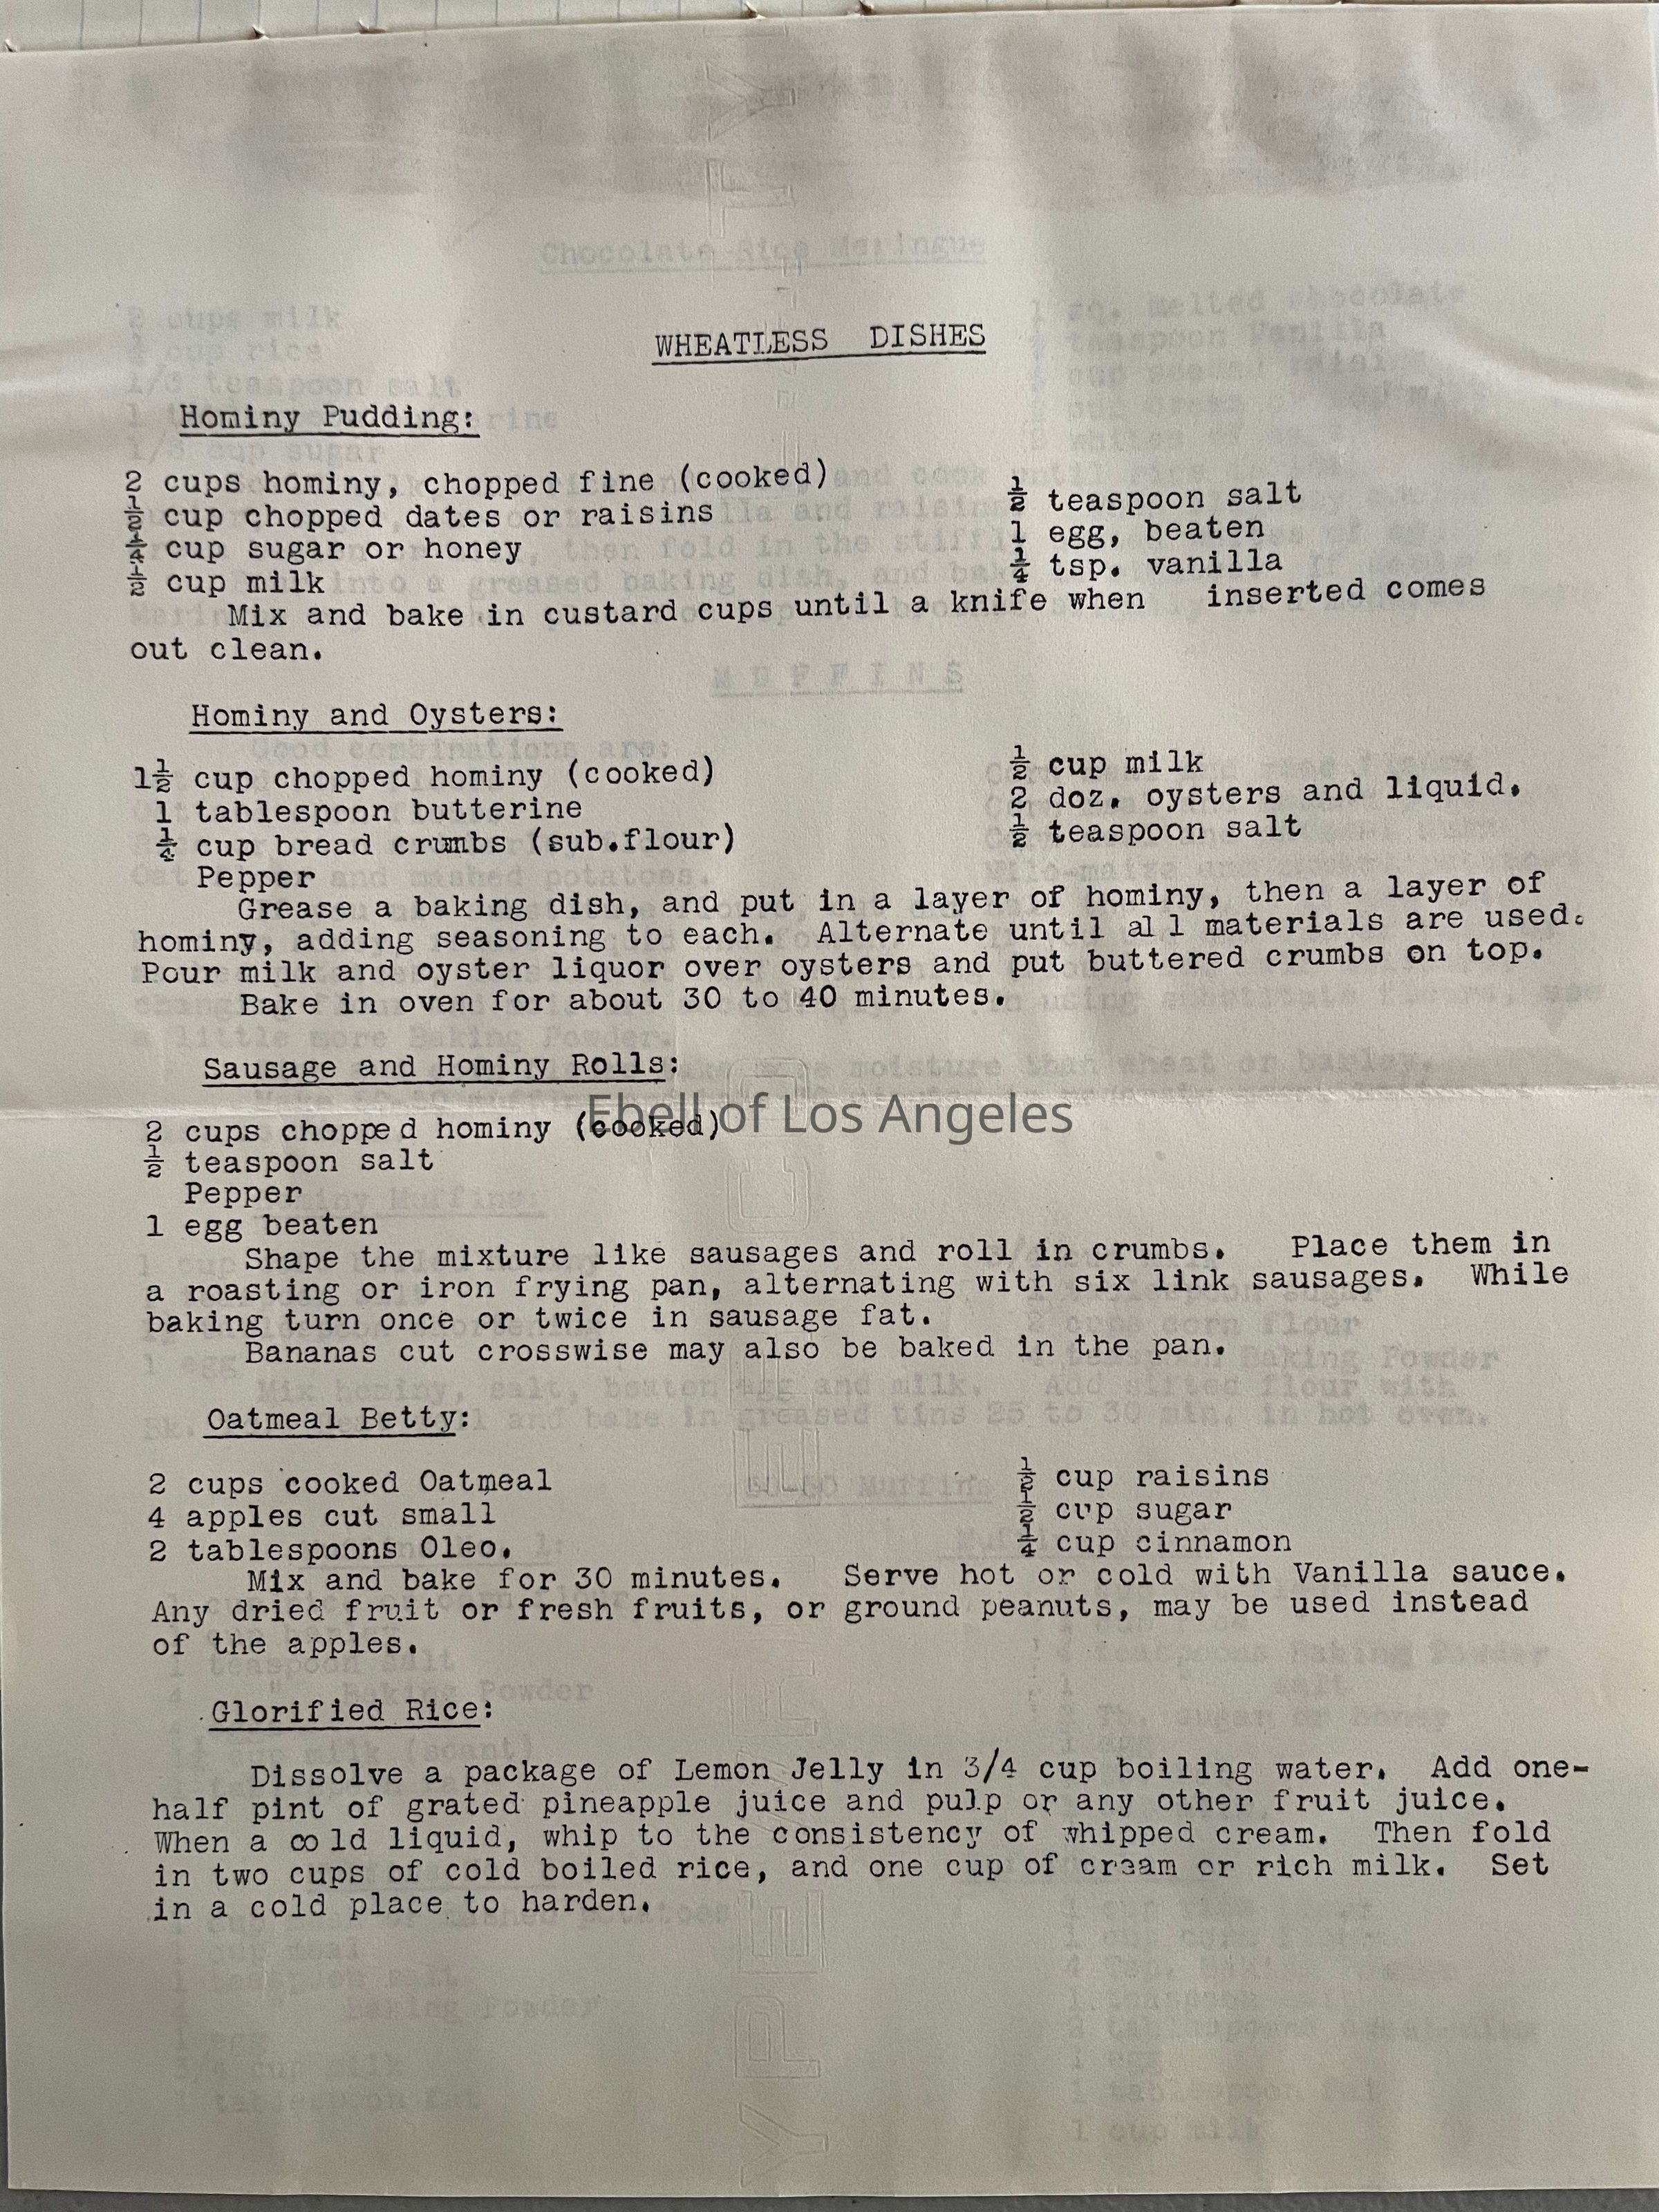 WHEATLESS DISHES
Hominy Pudding:
2 cups hominy, chopped fine (cooked)
½ cup chopped dates or raisins
¼ cup sugar or honey
½ cup milk
½ teaspoon salt
1 egg, beaten
¼ tsp. vanilla
Mix and bake in custard cups until a knife when inserted comes
out clean.
Hominy and Oysters:
1½ cup chopped hominy (cooked)
1 tablespoon butterine
¼ cup bread crumbs (sub.flour)
Pepper
½ cup milk
2 doz. oysters and liquid.
½ teaspoon salt
Grease a baking dish, and put in a layer of hominy, then a layer of
hominy, adding seasoning to each. Alternate until al l materials are used.
Pour milk and oyster liquor over oysters and put buttered crumbs on top.
Bake in oven for about 30 to 40 minutes.
Sausage and Hominy Rolls:
2 cups choppe d hominy (cooked)
Ebell of Los Angeles
½ teaspoon salt
Pepper
1 egg beaten
Shape the mixture like sausages and roll in crumbs. Place them in
a roasting or iron frying pan, alternating with six link sausages. While
baking turn once or twice in sausage fat.
Bananas cut crosswise may also be baked in the pan.
Oatmeal Betty:
2 cups cooked Oatmeal
4 apples cut small
2 tablespoons Oleo.
½ cup raisins
½ cup sugar
¼ cup cinnamon
Mix and bake for 30 minutes. Serve hot or cold with Vanilla sauce.
Any dried fruit or fresh fruits, or ground peanuts, may be used instead
of the apples.
Glorified Rice:
Dissolve a package of Lemon Jelly in 3/4 cup boiling water. Add one-
half pint of grated pineapple juice and pulp or any other fruit juice.
When a co ld liquid, whip to the consistency of whipped cream. Then fold
in two cups of cold boiled rice, and one cup of cream or rich milk. Set
in a cold place to harden.